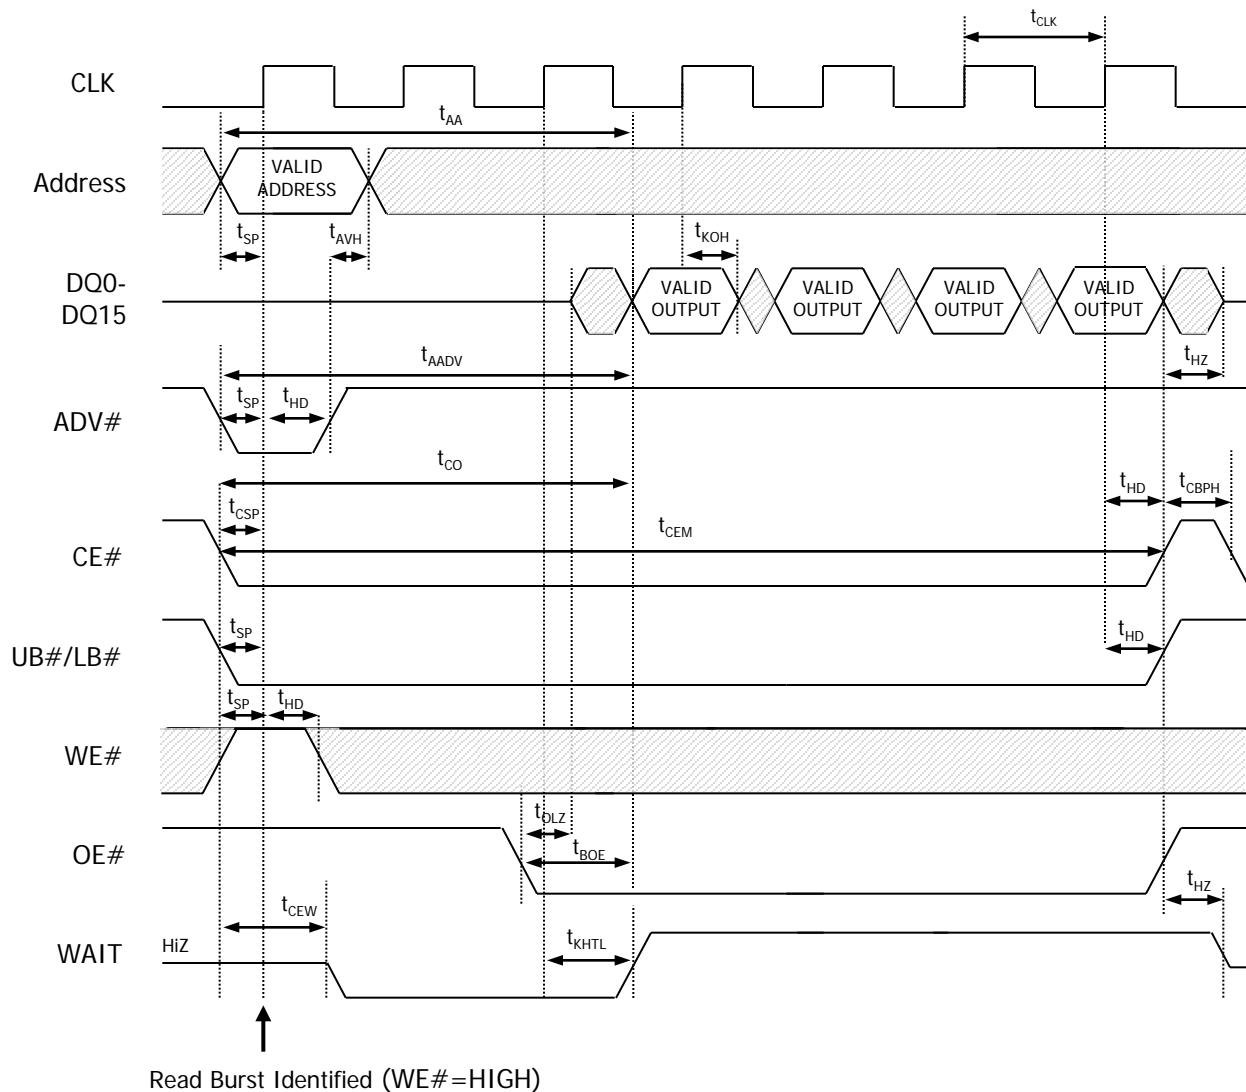 tCLK
CLK
tAA
Address
VALID
ADDRESS
tSP
tAVH
tKOH
DQ0-
DQ15
VALID
OUTPUT
VALID
OUTPUT
VALID
OUTPUT
VALID
OUTPUT
tAADV
tHZ
tSP
tHD
ADV#
tCO
tCSP
tHD
tCBPH
CE#
tCEM
tSP
tHD
UB#/LB#
tSP
tHD
WE#
tOLZ
OE#
tBOE
tCEW
tHZ
WAIT
HiZ
tKHTL
Read Burst Identified (WE#=HIGH)